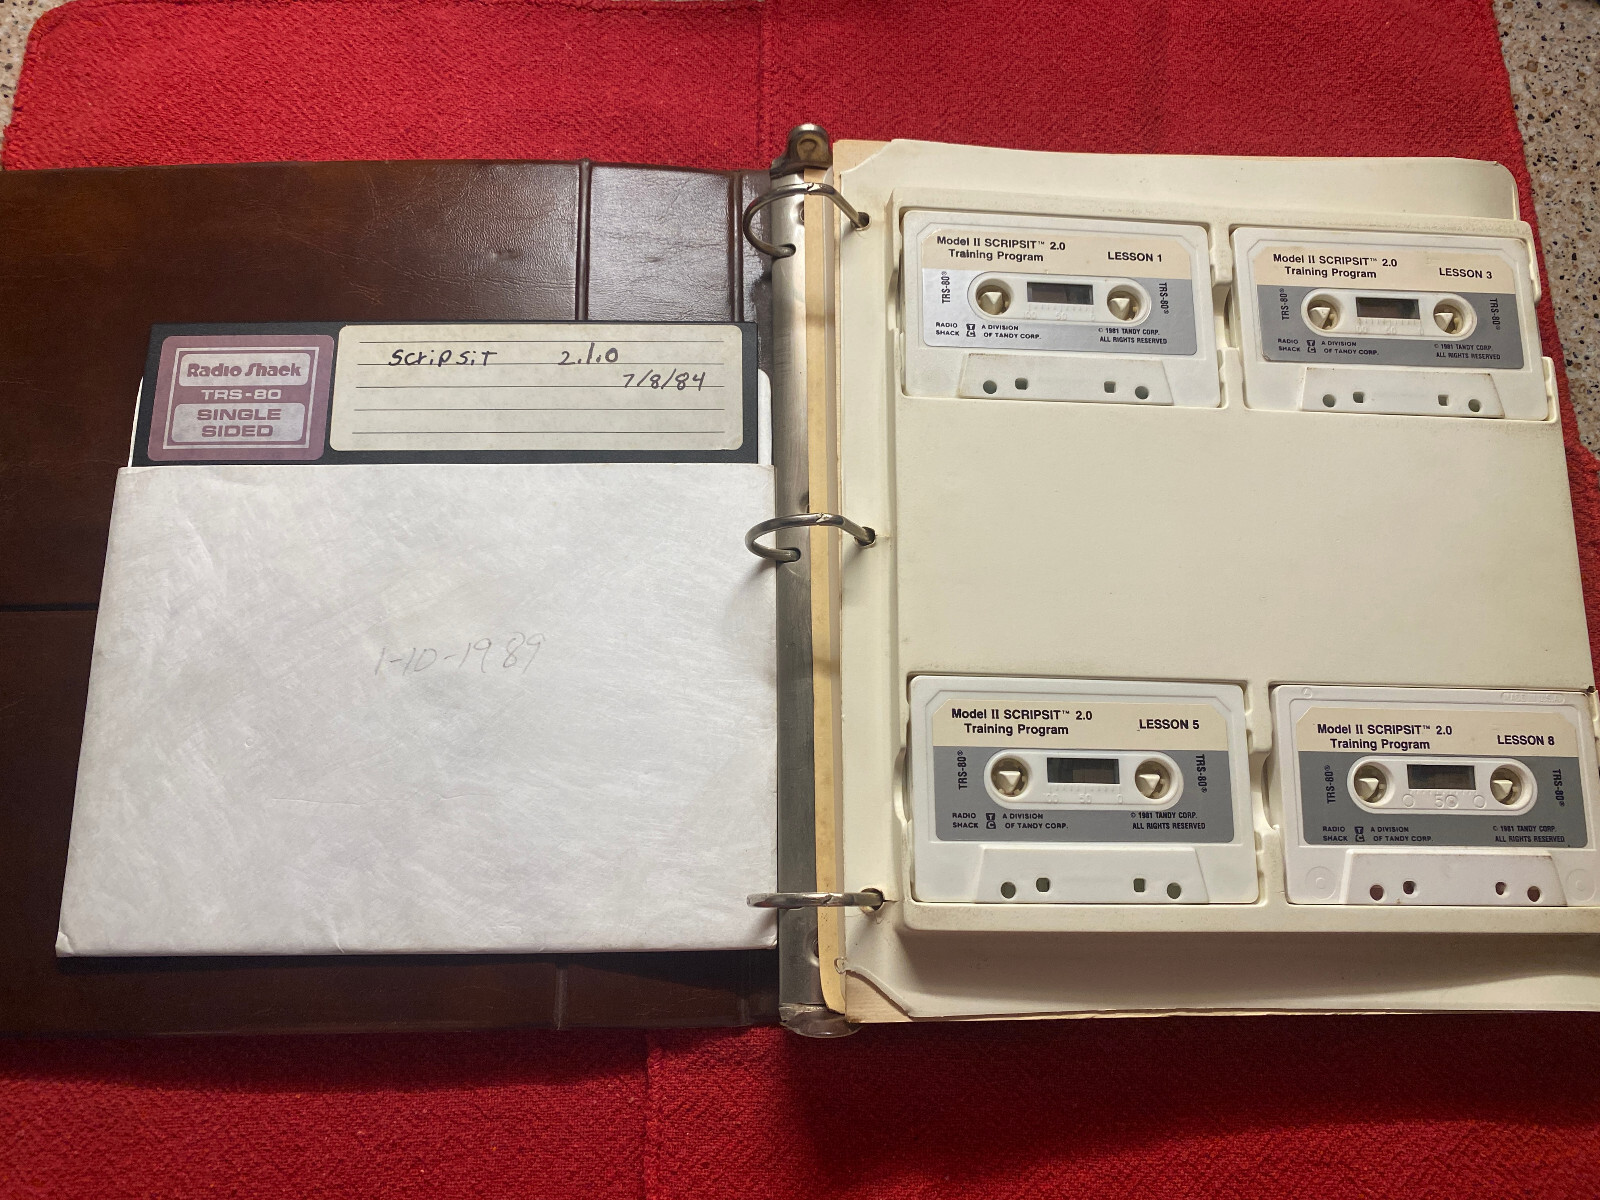 Radio Shack
TRS-80
SINGLE
SIDED
scripsit 2.1.0
7/8/84
1-10-1989
Model II SCRIPSIT™ 2.0
Training Program LESSON 1
TRS-80®
TRS-80®
RADIO SHACK TC A DIVISION OF TANDY CORP.
© 1981 TANDY CORP.
ALL RIGHTS RESERVED
Model II SCRIPSIT™ 2.0
Training Program LESSON 3
TRS-80®
TRS-80®
RADIO SHACK TC A DIVISION OF TANDY CORP.
© 1981 TANDY CORP.
ALL RIGHTS RESERVED
Model II SCRIPSIT™ 2.0
Training Program LESSON 5
TRS-80®
TRS-80®
RADIO SHACK TC A DIVISION OF TANDY CORP.
© 1981 TANDY CORP.
ALL RIGHTS RESERVED
Model II SCRIPSIT™ 2.0
Training Program LESSON 8
TRS-80®
TRS-80®
50
RADIO SHACK TC A DIVISION OF TANDY CORP.
© 1981 TANDY CORP.
ALL RIGHTS RESERVED